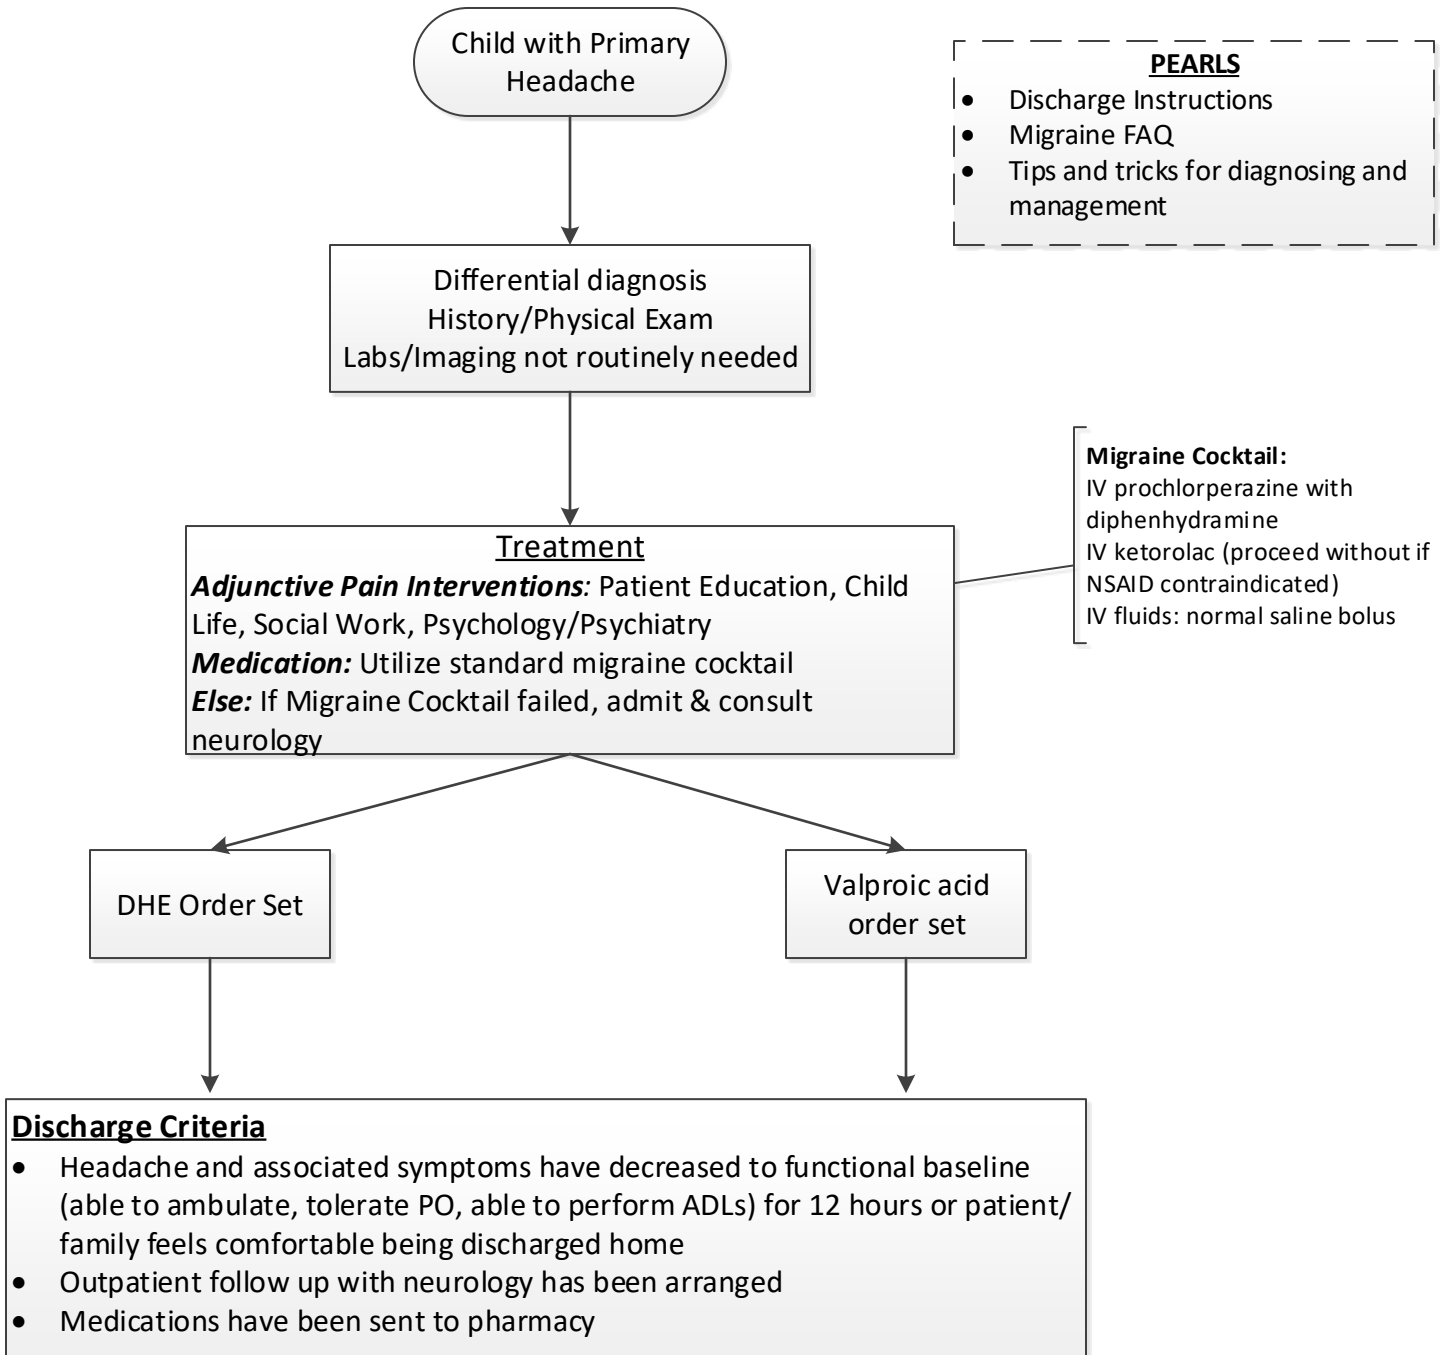 Child with Primary
Headache
PEARLS
• Discharge Instructions
• Migraine FAQ
• Tips and tricks for diagnosing and
management
Differential diagnosis
History/Physical Exam
Labs/Imaging not routinely needed
Migraine Cocktail:
IV prochlorperazine with
diphenhydramine
IV ketorolac (proceed without if
NSAID contraindicated)
IV fluids: normal saline bolus
Treatment
Adjunctive Pain Interventions: Patient Education, Child
Life, Social Work, Psychology/Psychiatry
Medication: Utilize standard migraine cocktail
Else: If Migraine Cocktail failed, admit & consult
neurology
DHE Order Set
Valproic acid
order set
Discharge Criteria
• Headache and associated symptoms have decreased to functional baseline
(able to ambulate, tolerate PO, able to perform ADLs) for 12 hours or patient/
family feels comfortable being discharged home
• Outpatient follow up with neurology has been arranged
• Medications have been sent to pharmacy